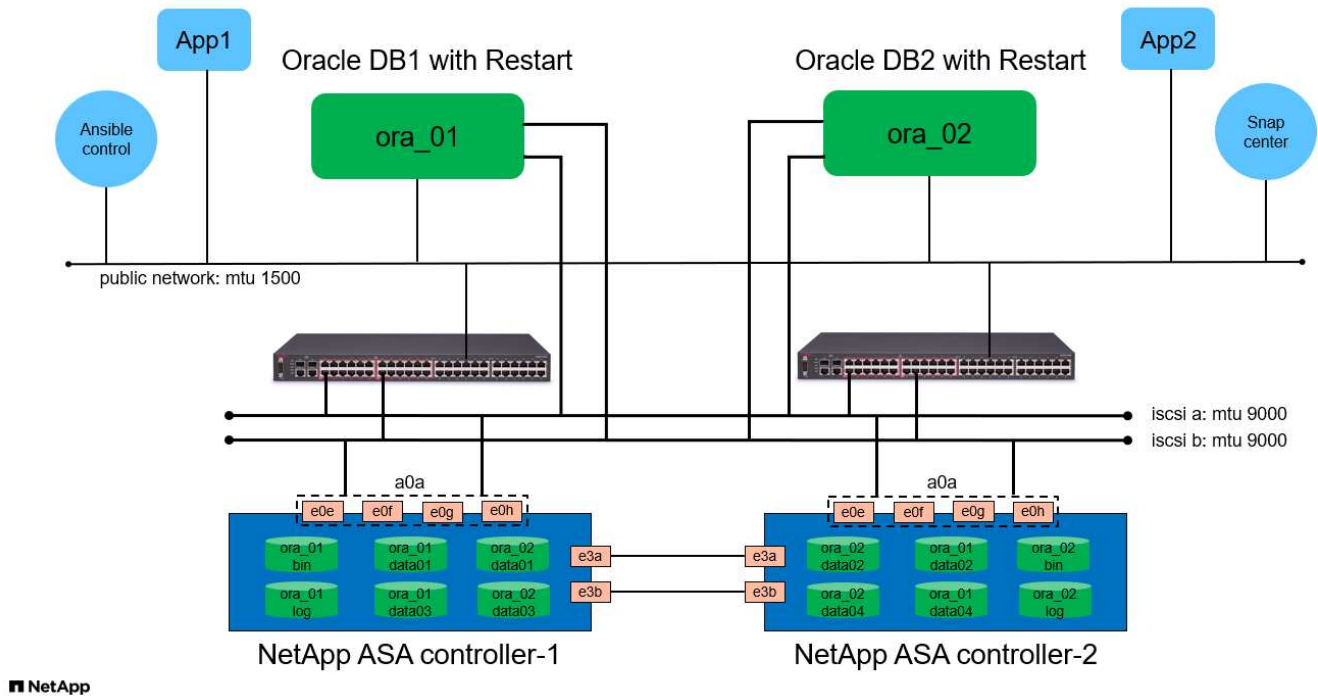 App1
App2
Oracle DB1 with Restart
Oracle DB2 with Restart
Ansible
control
ora_01
ora_02
Snap
center
public network: mtu 1500
iscsi a: mtu 9000
iscsi b: mtu 9000
a0a
a0a
e0e
e0f
e0g
e0h
e0e
e0f
e0g
e0h
ora_01
bin
ora_01
data01
ora_02
data01
e3a
e3a
ora_02
data02
ora_01
data02
ora_02
bin
ora_01
log
ora_01
data03
ora_02
data03
e3b
e3b
ora_02
data04
ora_01
data04
ora_02
log
NetApp ASA controller-1
NetApp ASA controller-2
NetApp